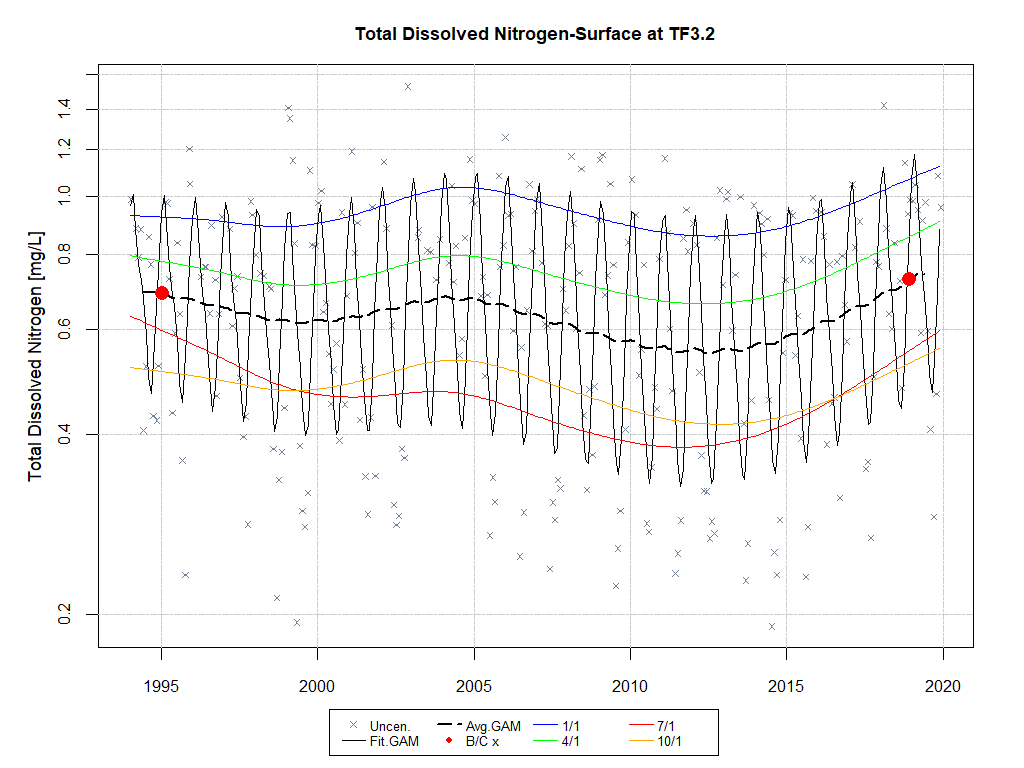 Total Dissolved Nitrogen-Surface at TF3.2
Total Dissolved Nitrogen [mg/L]
1.4
1.2
1.0
0.8
0.6
0.4
0.2
1995 2000 2005 2010 2015 2020
Uncen. Avg.GAM 1/1 7/1
Fit.GAM B/C x 4/1 10/1